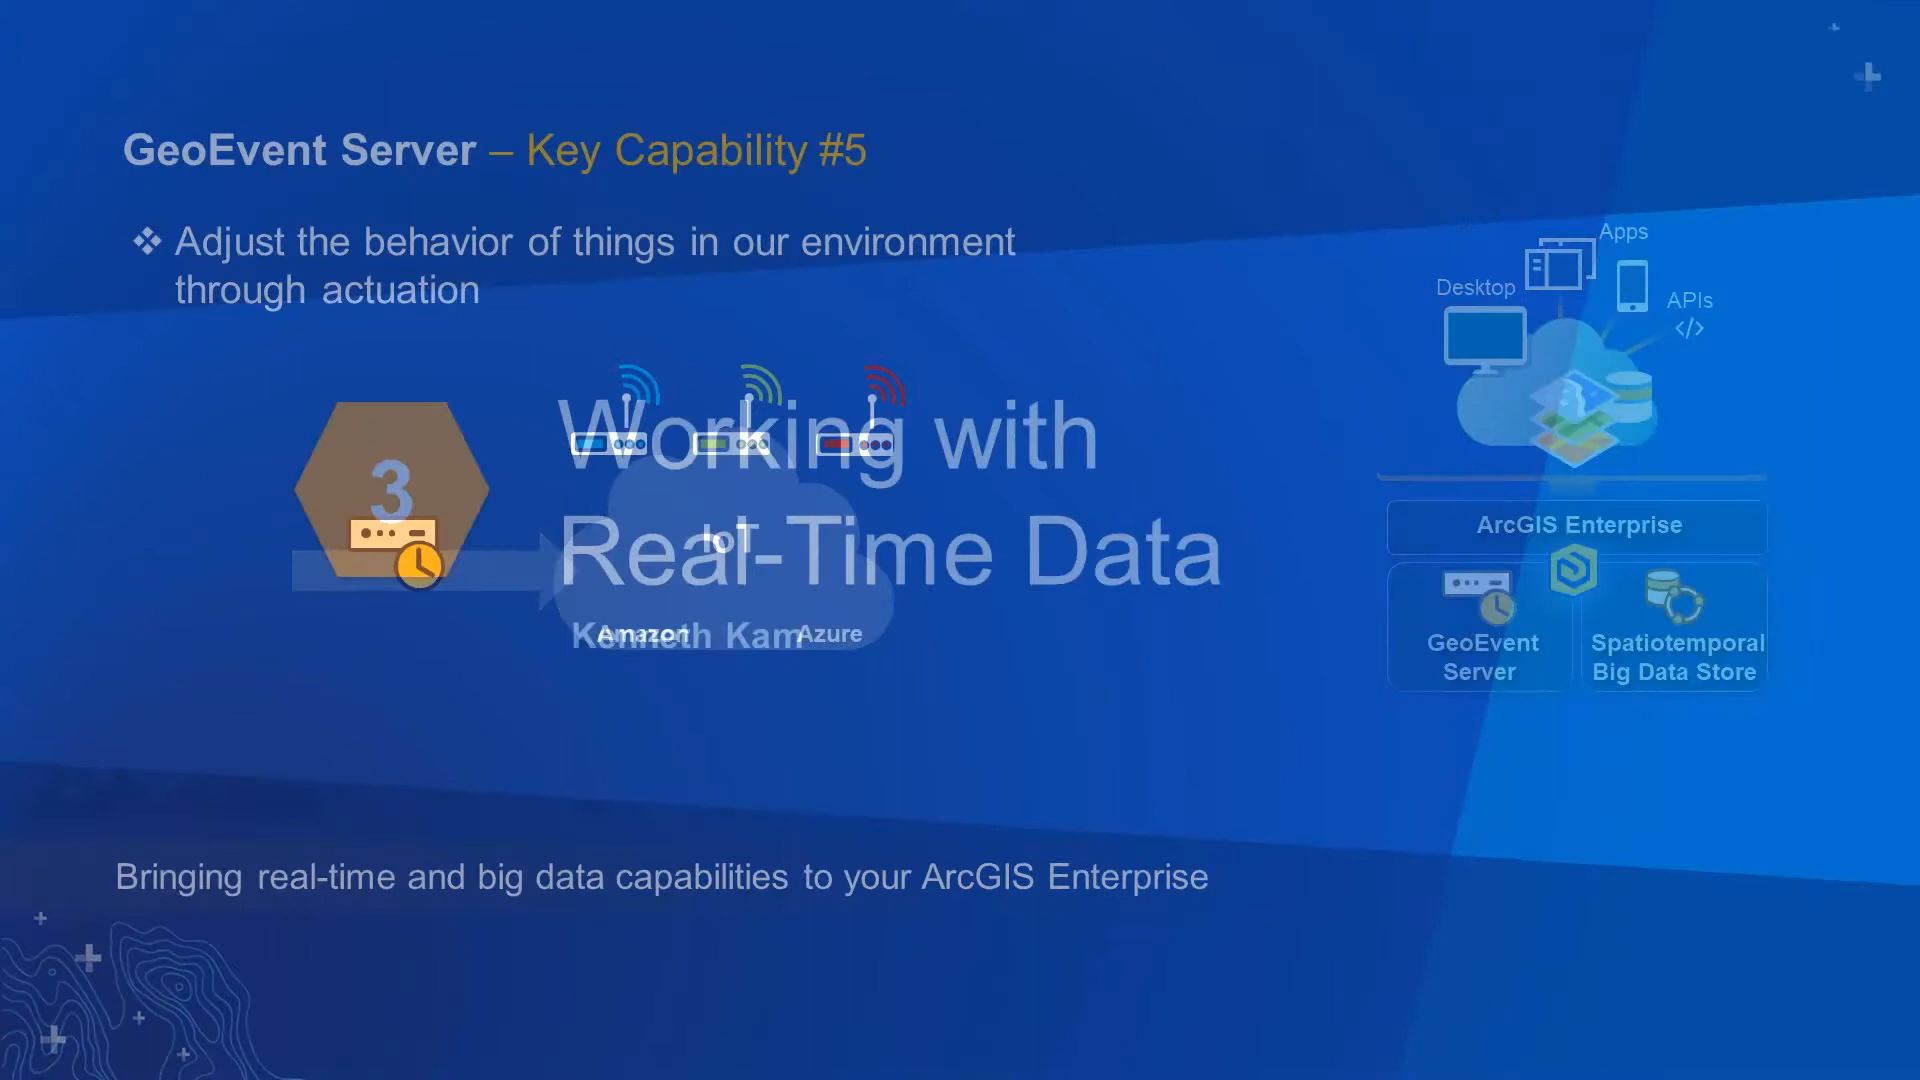 GeoEvent Server – Key Capability #5
Adjust the behavior of things in our environment
through actuation
Apps
Desktop
APIs
</>
3
Working with
Real-Time Data
IoT
Kenneth Kam
Amazon
Azure
ArcGIS Enterprise
GeoEvent
Server
Spatiotemporal
Big Data Store
Bringing real-time and big data capabilities to your ArcGIS Enterprise